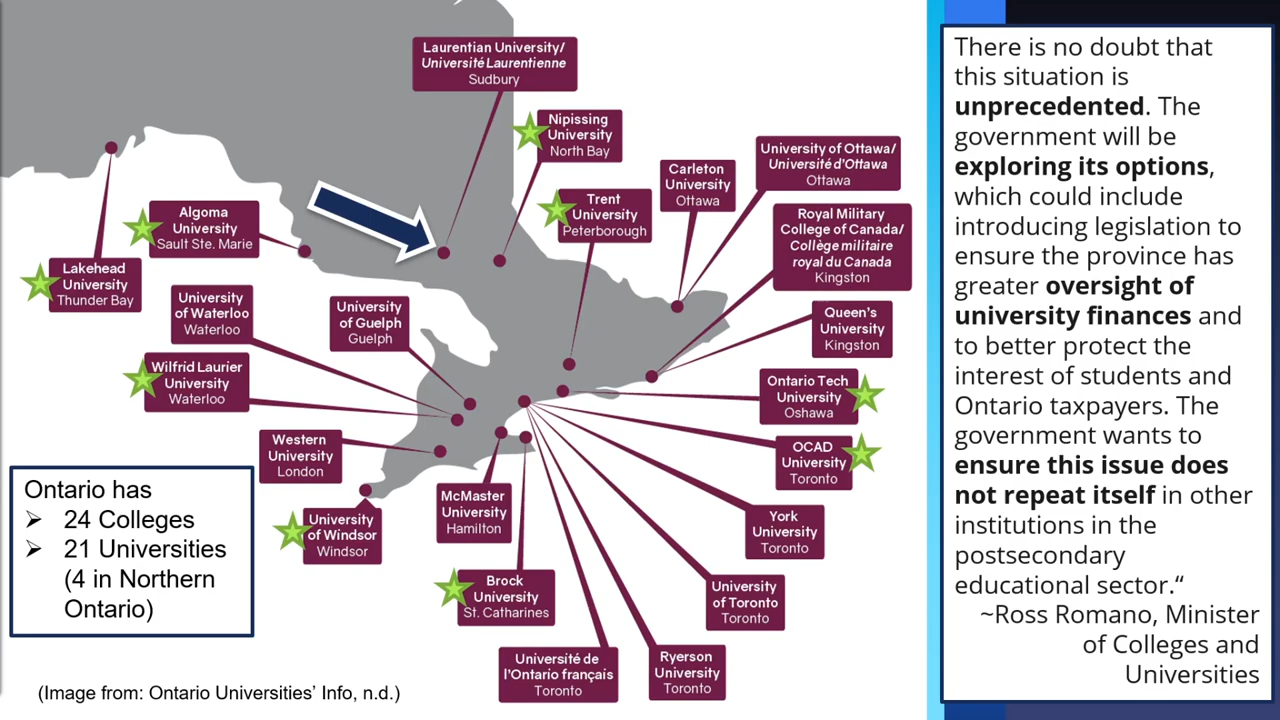 Laurentian University/
Université Laurentienne
Sudbury
Nipissing
University
North Bay
Trent
University
Peterborough
Carleton
University
Ottawa
University of Ottawa/
Université d'Ottawa
Ottawa
Royal Military
College of Canada/
Collège militaire
royal du Canada
Kingston
Algoma
University
Sault Ste. Marie
Lakehead
University
Thunder Bay
University
of Waterloo
Waterloo
University
of Guelph
Guelph
Queen's
University
Kingston
Wilfrid Laurier
University
Waterloo
Ontario Tech
University
Oshawa
Western
University
London
OCAD
University
Toronto
McMaster
University
Hamilton
University
of Windsor
Windsor
York
University
Toronto
Brock
University
St. Catharines
University
of Toronto
Toronto
Université de
l'Ontario français
Toronto
Ryerson
University
Toronto
Ontario has
➢ 24 Colleges
➢ 21 Universities
(4 in Northern
Ontario)
(Image from: Ontario Universities' Info, n.d.)
There is no doubt that
this situation is
unprecedented. The
government will be
exploring its options,
which could include
introducing legislation to
ensure the province has
greater oversight of
university finances and
to better protect the
interest of students and
Ontario taxpayers. The
government wants to
ensure this issue does
not repeat itself in other
institutions in the
postsecondary
educational sector.“
~Ross Romano, Minister
of Colleges and
Universities